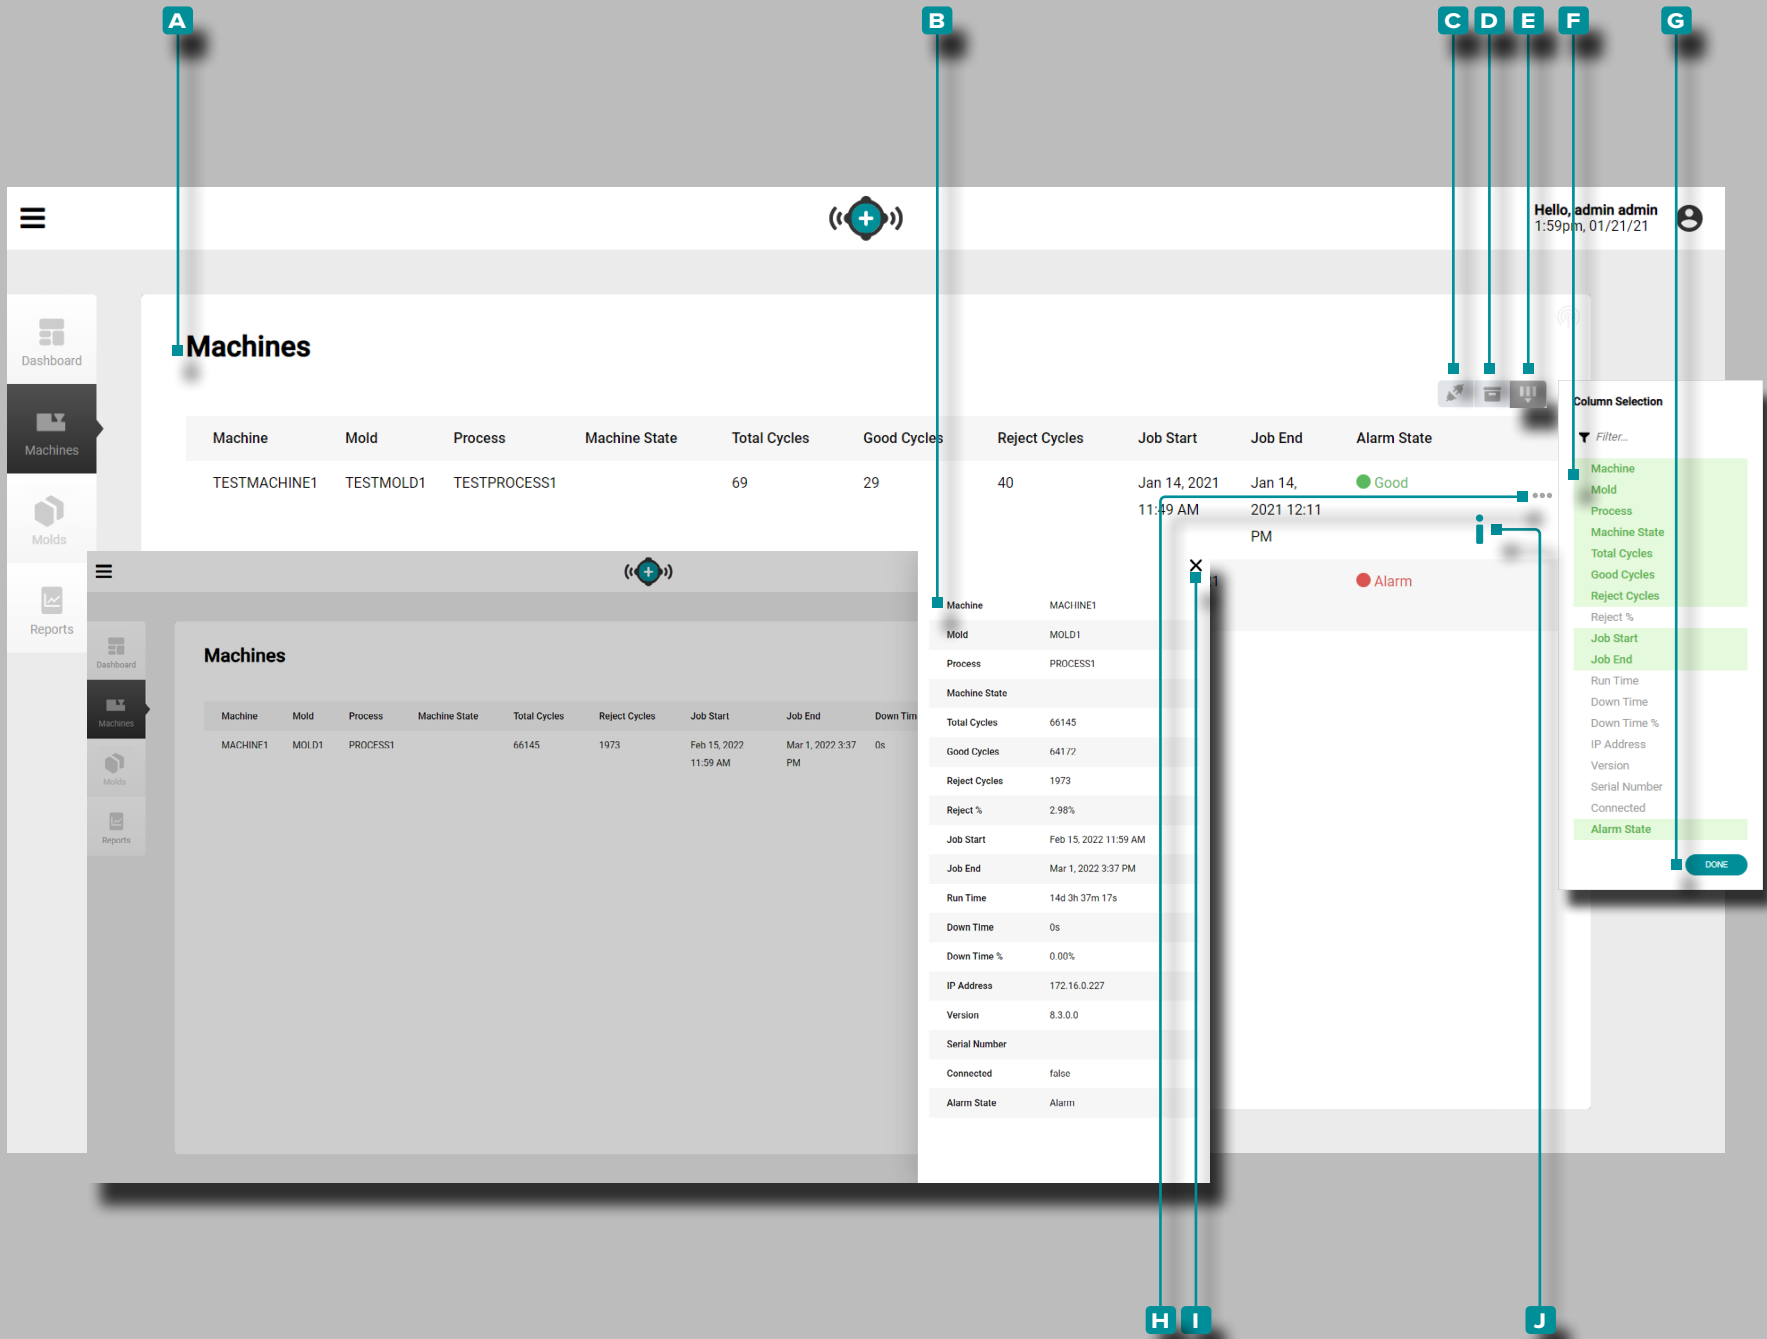 A B C D E F G
Hello, admin admin
1:59pm, 01/21/21
Dashboard
Machines
Molds
Reports
Machines
Machine Mold Process Machine State Total Cycles Good Cycles Reject Cycles Job Start Job End Alarm State
TESTMACHINE1 TESTMOLD1 TESTPROCESS1 69 29 40 Jan 14, 2021 Jan 14, Good
11:49 AM 2021 12:11
PM
Alarm
Column Selection
Filter...
Machine
Mold
Process
Machine State
Total Cycles
Good Cycles
Reject Cycles
Reject %
Job Start
Job End
Run Time
Down Time
Down Time %
IP Address
Version
Serial Number
Connected
Alarm State
DONE
Dashboard
Machines
Molds
Reports
Machines
Machine Mold Process Machine State Total Cycles Reject Cycles Job Start Job End Down Tim
MACHINE1 MOLD1 PROCESS1 66145 1973 Feb 15, 2022 Mar 1, 2022 3:37 0s
11:59 AM PM
Machine MACHINE1
Mold MOLD1
Process PROCESS1
Machine State
Total Cycles 66145
Good Cycles 64172
Reject Cycles 1973
Reject % 2.98%
Job Start Feb 15, 2022 11:59 AM
Job End Mar 1, 2022 3:37 PM
Run Time 14d 3h 37m 17s
Down Time 0s
Down Time % 0.00%
IP Address 172.16.0.227
Version 8.3.0.0
Serial Number
Connected false
Alarm State Alarm
H I J